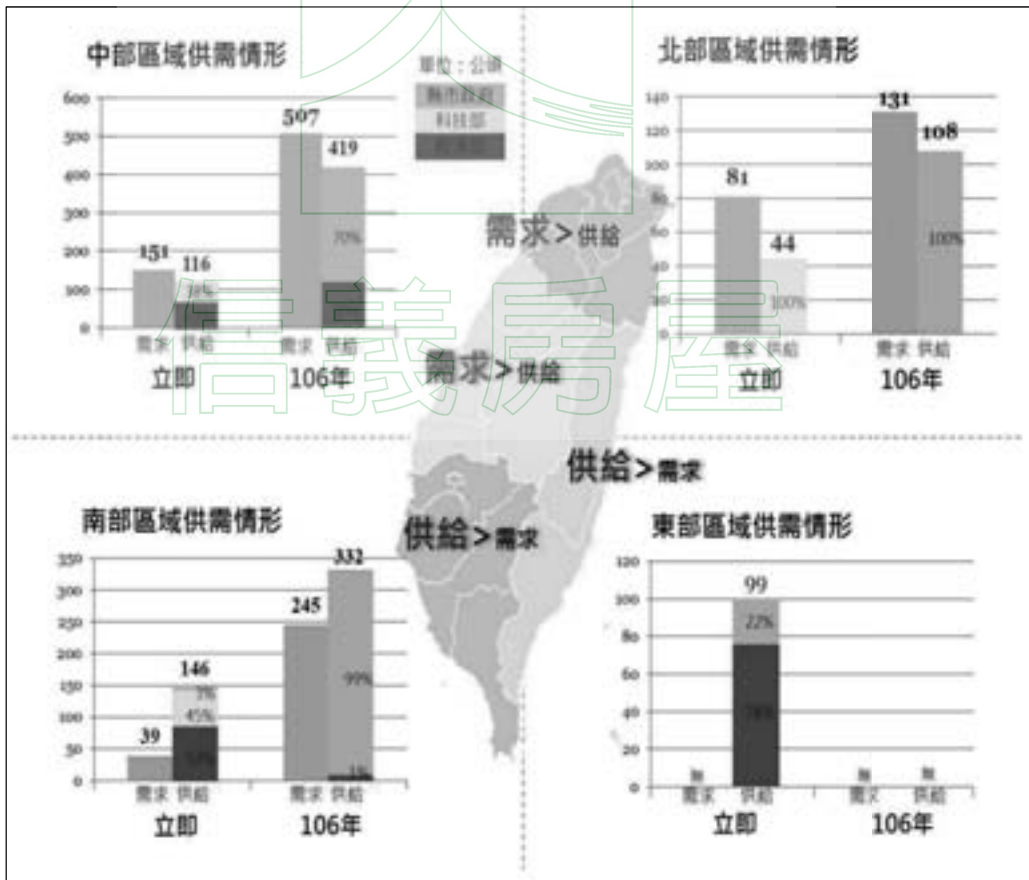 中部區域供需情形
單位：公頃
縣市政府
科技部
600
500
400
300
200
100
0
151
116
507
419
70%
需求 供給
需求 供給
立即
106年
北部區域供需情形
140
120
100
80
60
40
20
0
81
44
100%
131
108
100%
需求 供給
需求 供給
立即
106年
需求>供給
需求>供給
供給>需求
供給>需求
信義房屋
南部區域供需情形
350
300
250
200
150
100
50
0
39
146
3%
45%
245
332
99%
1%
需求 供給
需求 供給
立即
106年
東部區域供需情形
120
100
80
60
40
20
0
99
22%
78%
無
無
無
需求 供給
需求 供給
立即
106年